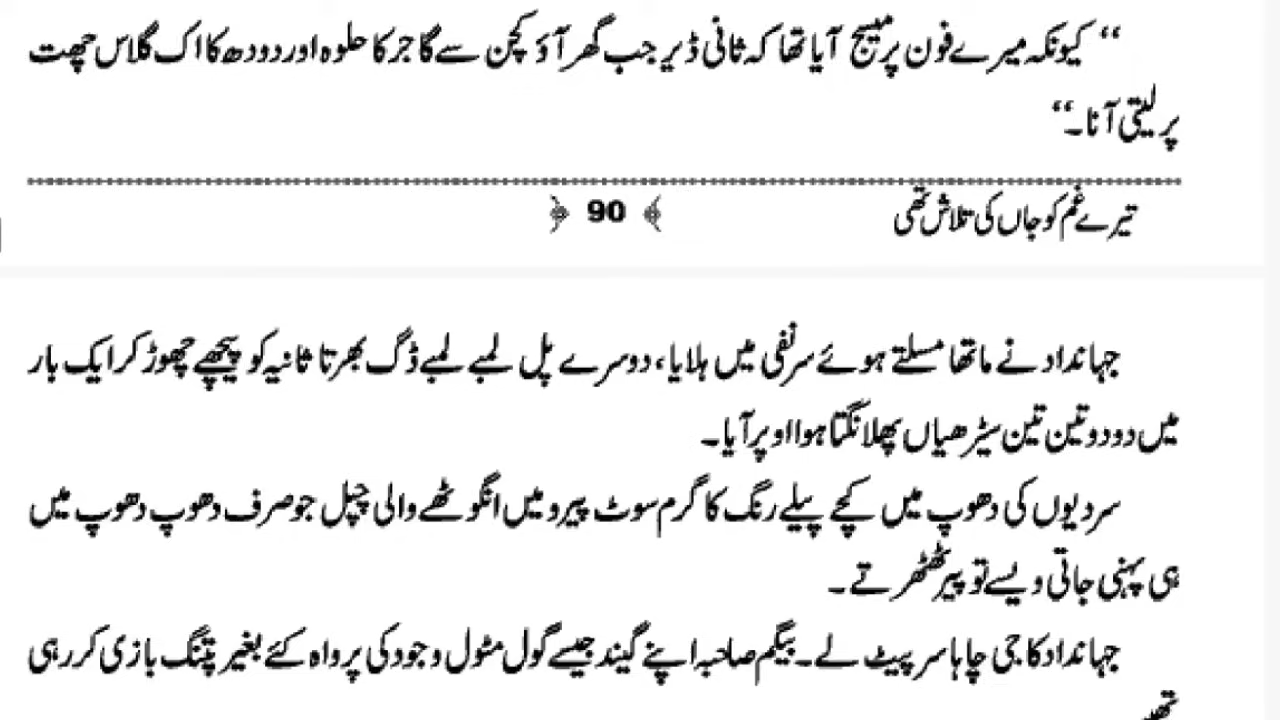 ‘‘ کیونکہ میرے فون پر میسج آیا تھا کہ ثانی ڈیر جب گھر آؤ کچن سے گاجر کا حلوہ اور دودھ کا اک گلاس چھت
پر لیتی آنا۔‘‘
تیرے غم کو جاں کی تلاش تھی ﴾ 90 ﴿
جہانداد نے ماتھا مسلتے ہوئے سر نفی میں ہلایا، دوسرے پل لمبے لمبے ڈگ بھرتا ثانیہ کو پیچھے چھوڑ کر ایک بار
میں دو دو تین تین سیڑھیاں پھلانگتا ہوا اوپر آیا۔
سردیوں کی دھوپ میں کچے پیلے رنگ کا گرم سوٹ پیرو میں انگوٹھے والی چپل جو صرف دھوپ دھوپ میں
ہی پہنی جاتی ویسے تو پیر ٹھٹھرتے۔
جہانداد کا جی چاہا سر پیٹ لے۔ بیگم صاحبہ اپنے گیند جیسے گول مٹول وجود کی پرواہ کئے بغیر پتنگ بازی کر رہی